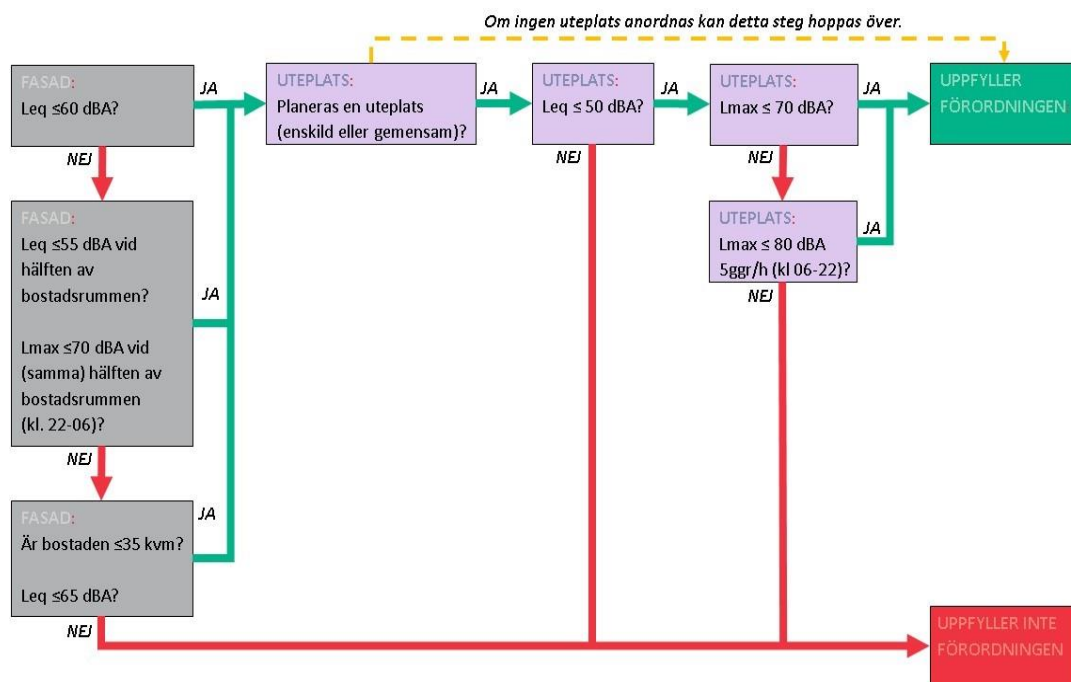 Om ingen uteplats anordnas kan detta steg hoppas över.
FASAD:
Leq ≤60 dBA?
JA
NEJ
UTEPLATS:
Planeras en uteplats
(enskild eller gemensam)?
JA
UTEPLATS:
Leq ≤ 50 dBA?
JA
NEJ
UTEPLATS:
Lmax ≤ 70 dBA?
JA
NEJ
UPPFYLLER
FÖRORDNINGEN
FASAD:
Leq ≤55 dBA vid
hälften av
bostadsrummen?
Lmax ≤70 dBA vid
(samma) hälften av
bostadsrummen
(kl. 22-06)?
JA
NEJ
UTEPLATS:
Lmax ≤ 80 dBA
5ggr/h (kl 06-22)?
JA
NEJ
FASAD:
Är bostaden ≤35 kvm?
Leq ≤65 dBA?
JA
NEJ
UPPFYLLER INTE
FÖRORDNINGEN